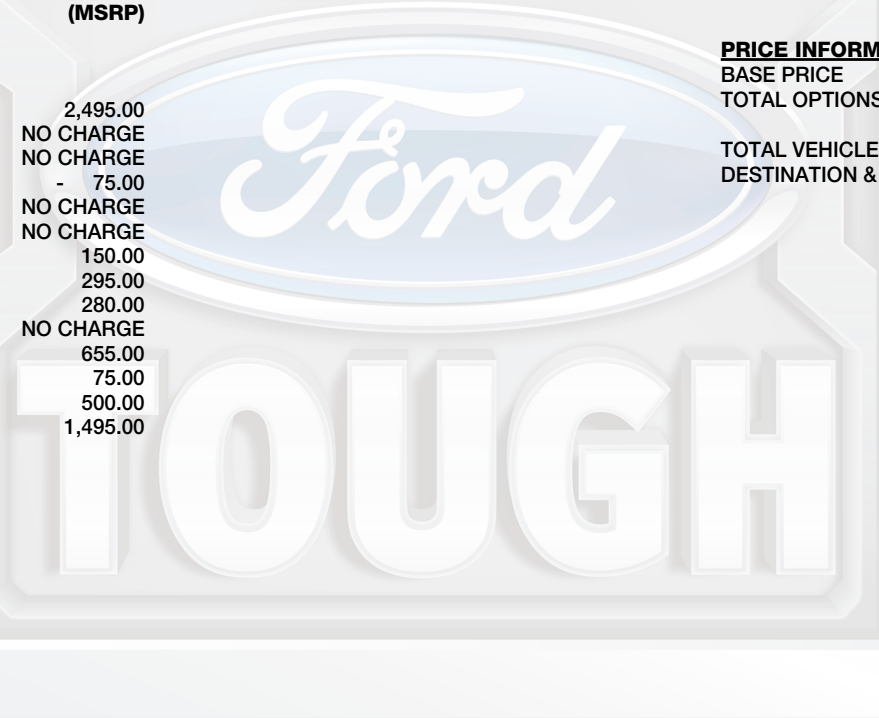 (MSRP)
2,495.00
NO CHARGE
NO CHARGE
- 75.00
NO CHARGE
NO CHARGE
150.00
295.00
280.00
NO CHARGE
655.00
75.00
500.00
1,495.00
PRICE INFORM
BASE PRICE
TOTAL OPTIONS
TOTAL VEHICLE
DESTINATION &
Ford
TOUGH